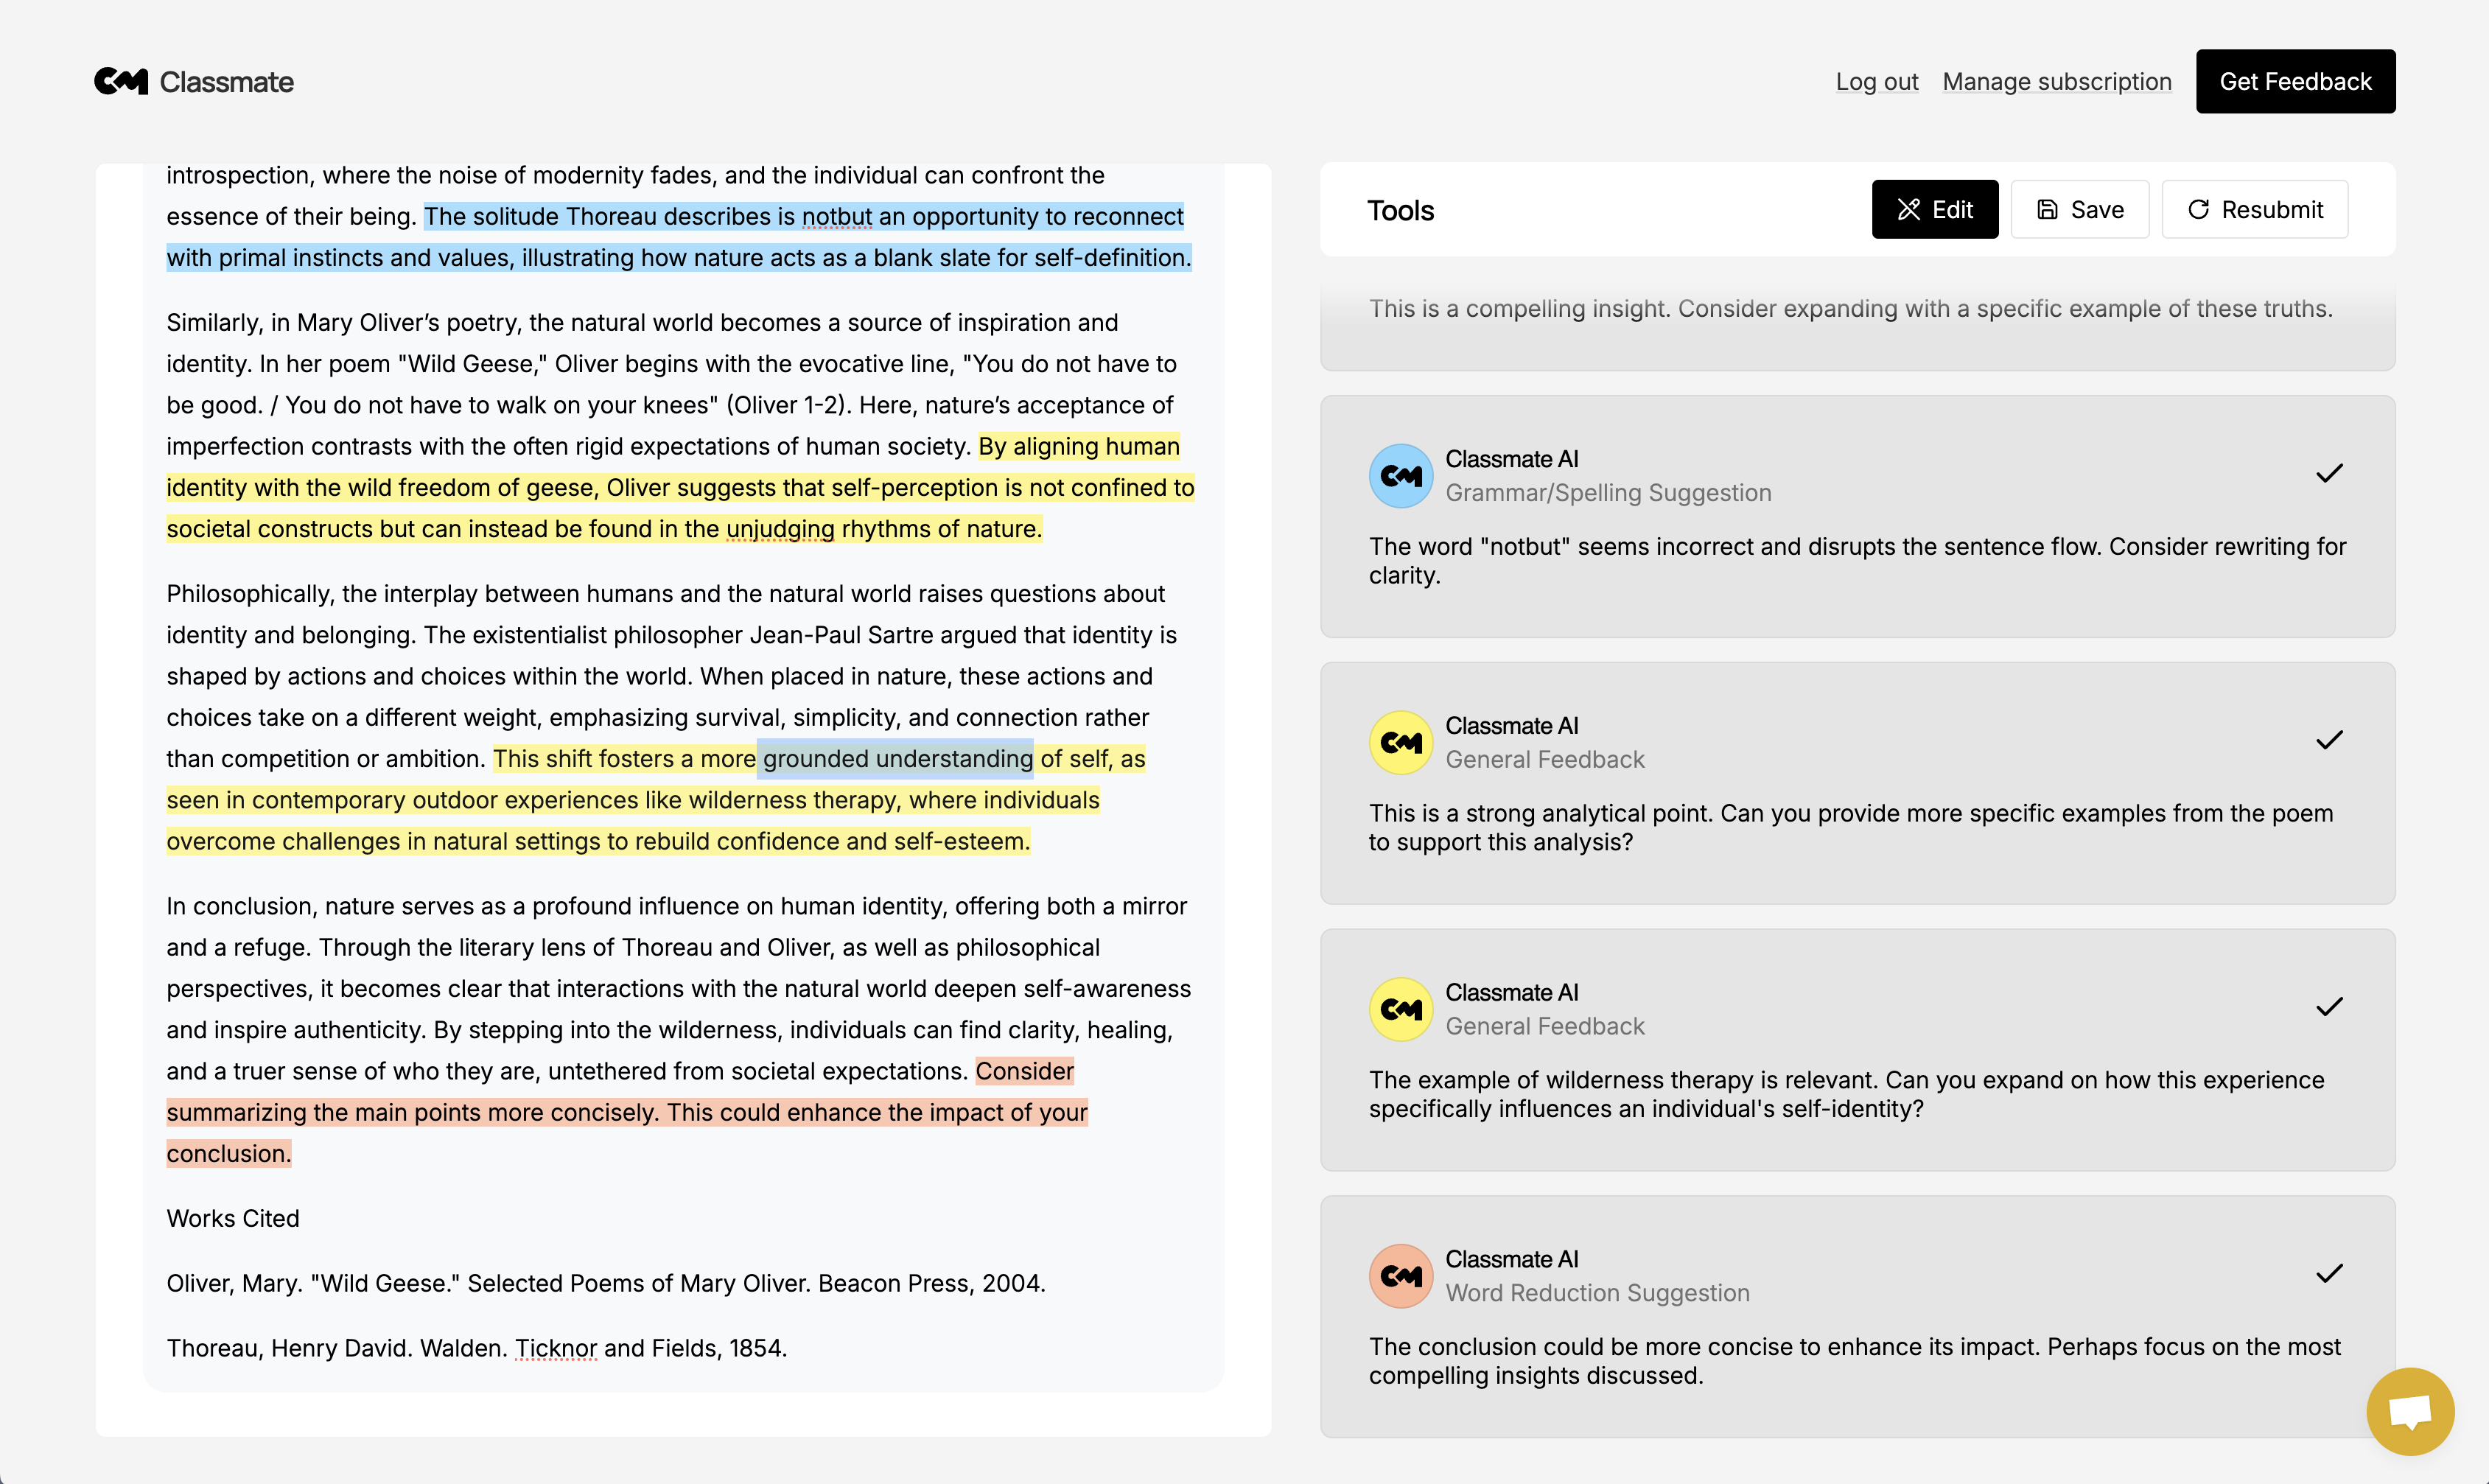 Classmate
Log out
Manage subscription
Get Feedback
introspection, where the noise of modernity fades, and the individual can confront the
essence of their being. The solitude Thoreau describes is notbut an opportunity to reconnect
with primal instincts and values, illustrating how nature acts as a blank slate for self-definition.
Similarly, in Mary Oliver’s poetry, the natural world becomes a source of inspiration and
identity. In her poem "Wild Geese," Oliver begins with the evocative line, "You do not have to
be good. / You do not have to walk on your knees" (Oliver 1-2). Here, nature’s acceptance of
imperfection contrasts with the often rigid expectations of human society. By aligning human
identity with the wild freedom of geese, Oliver suggests that self-perception is not confined to
societal constructs but can instead be found in the unjudging rhythms of nature.
Philosophically, the interplay between humans and the natural world raises questions about
identity and belonging. The existentialist philosopher Jean-Paul Sartre argued that identity is
shaped by actions and choices within the world. When placed in nature, these actions and
choices take on a different weight, emphasizing survival, simplicity, and connection rather
than competition or ambition. This shift fosters a more grounded understanding of self, as
seen in contemporary outdoor experiences like wilderness therapy, where individuals
overcome challenges in natural settings to rebuild confidence and self-esteem.
In conclusion, nature serves as a profound influence on human identity, offering both a mirror
and a refuge. Through the literary lens of Thoreau and Oliver, as well as philosophical
perspectives, it becomes clear that interactions with the natural world deepen self-awareness
and inspire authenticity. By stepping into the wilderness, individuals can find clarity, healing,
and a truer sense of who they are, untethered from societal expectations. Consider
summarizing the main points more concisely. This could enhance the impact of your
conclusion.
Works Cited
Oliver, Mary. "Wild Geese." Selected Poems of Mary Oliver. Beacon Press, 2004.
Thoreau, Henry David. Walden. Ticknor and Fields, 1854.
Tools
Edit
Save
Resubmit
This is a compelling insight. Consider expanding with a specific example of these truths.
CM
Classmate AI
Grammar/Spelling Suggestion
The word "notbut" seems incorrect and disrupts the sentence flow. Consider rewriting for
clarity.
CM
Classmate AI
General Feedback
This is a strong analytical point. Can you provide more specific examples from the poem
to support this analysis?
CM
Classmate AI
General Feedback
The example of wilderness therapy is relevant. Can you expand on how this experience
specifically influences an individual's self-identity?
CM
Classmate AI
Word Reduction Suggestion
The conclusion could be more concise to enhance its impact. Perhaps focus on the most
compelling insights discussed.